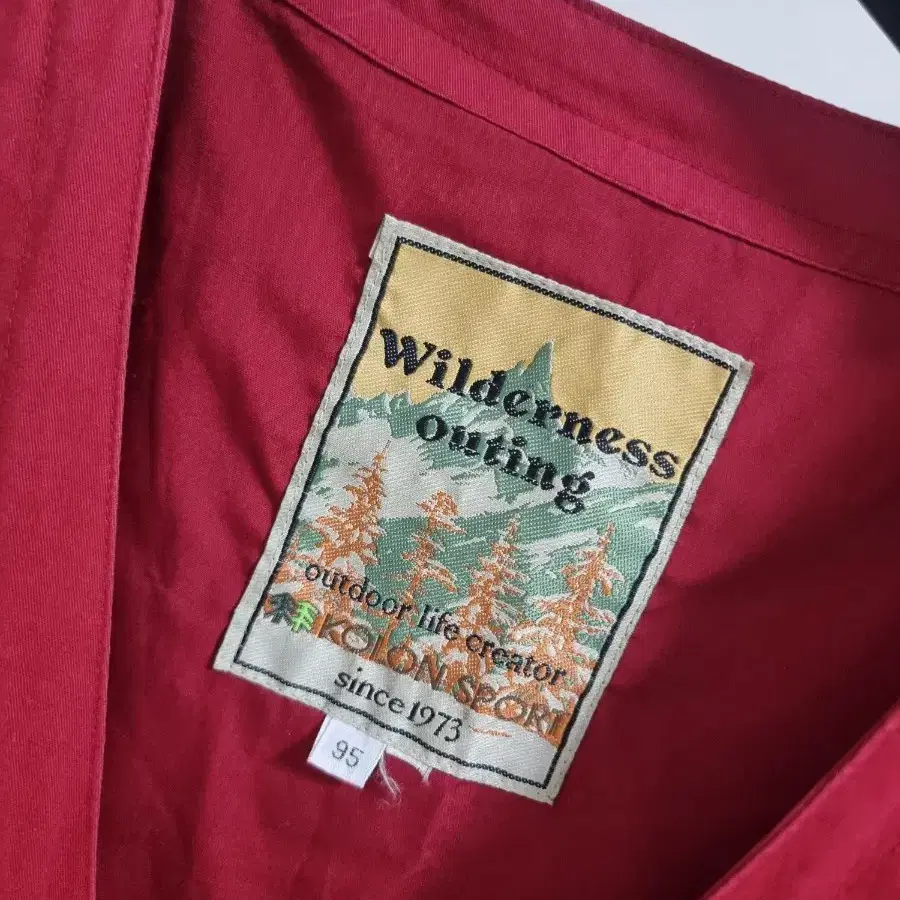 Wilderness
outing
outdoor life creator
KOLON SPORT
since 1973
95